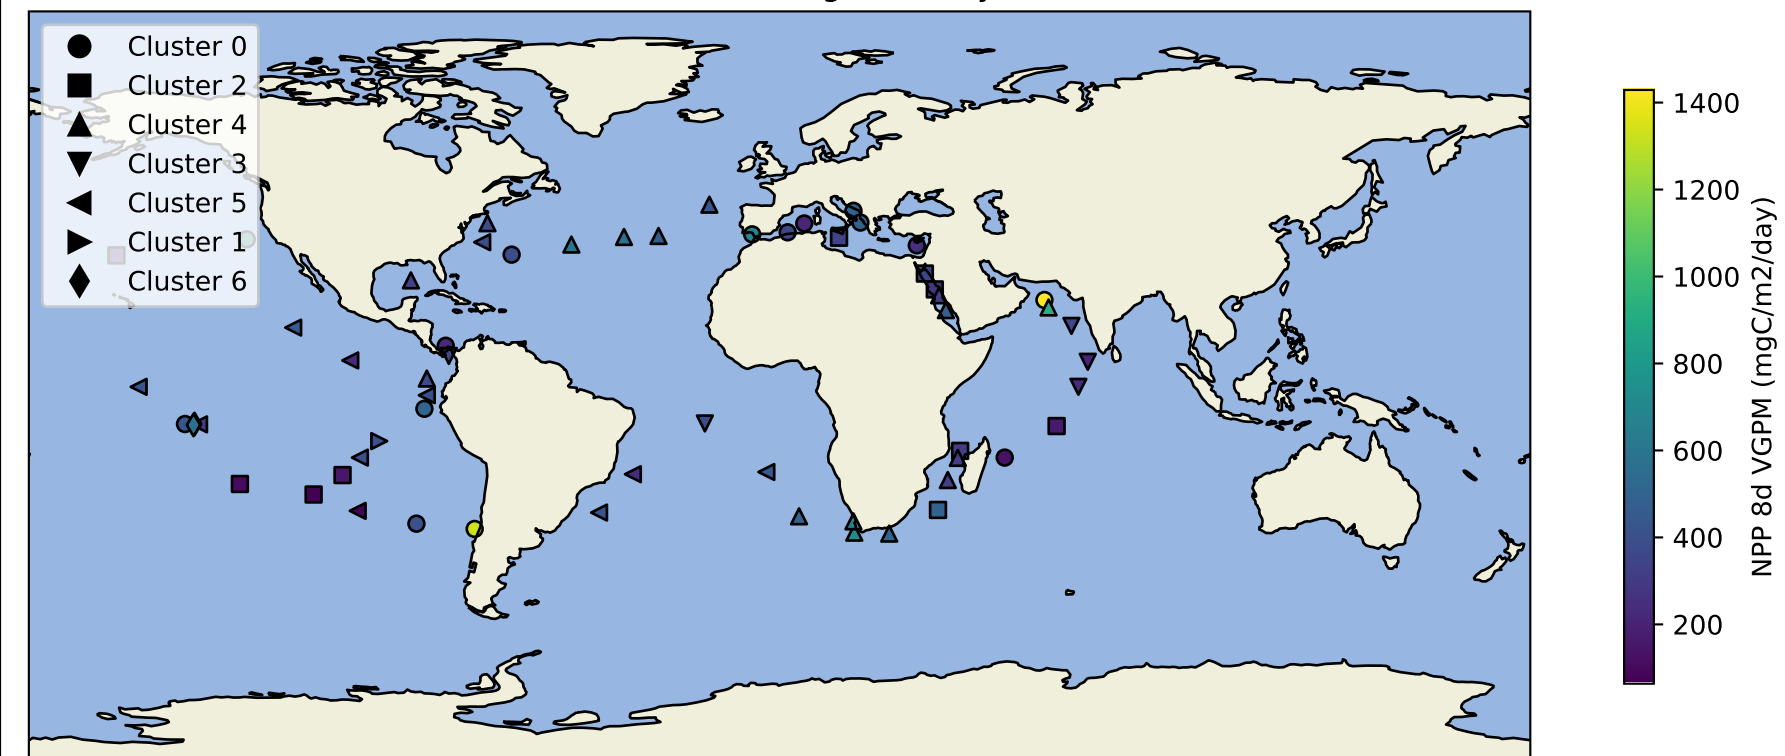 Cluster 0
Cluster 2
Cluster 4
Cluster 3
Cluster 5
Cluster 1
Cluster 6
1400
1200
1000
800
600
400
200
NPP 8d VGPM (mgC/m2/day)